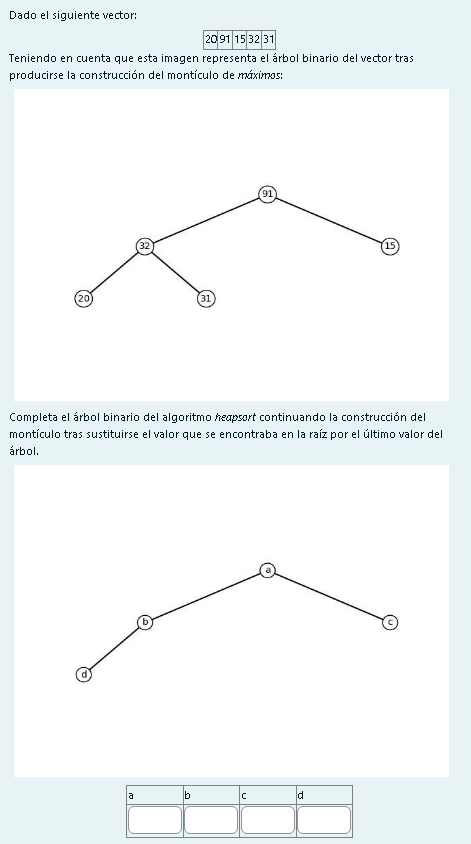 Dado el siguiente vector:
20 91 15 32 31
Teniendo en cuenta que esta imagen representa el árbol binario del vector tras
producirse la construcción del montículo de máximos:
91
32 15
20 31
Completa el árbol binario del algoritmo heapsort continuando la construcción del
montículo tras sustituirse el valor que se encontraba en la raíz por el último valor del
árbol.
a
b c
d
a b c d